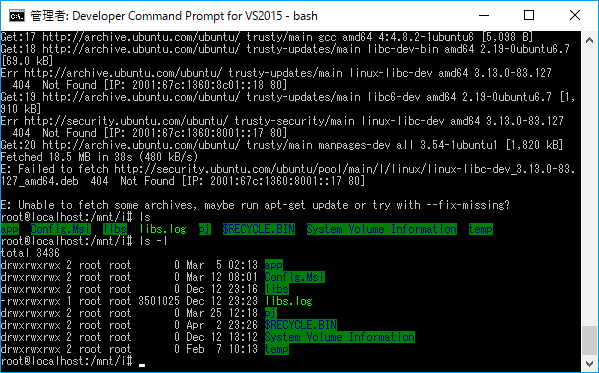 管理者: Developer Command Prompt for VS2015 - bash
Get:17 http://archive.ubuntu.com/ubuntu/ trusty/main gcc amd64 4:4.8.2-1ubuntu6 [5,098 B]
Get:18 http://archive.ubuntu.com/ubuntu/ trusty-updates/main libc-dev-bin amd64 2.19-0ubuntu6.7
[69.0 kB]
Err http://archive.ubuntu.com/ubuntu/ trusty-updates/main linux-libc-dev amd64 3.13.0-83.127
  404  Not Found [IP: 2001:67c:1360:8c01::18 80]
Get:19 http://archive.ubuntu.com/ubuntu/ trusty-updates/main libc6-dev amd64 2.19-0ubuntu6.7 [1,
910 kB]
Err http://security.ubuntu.com/ubuntu/ trusty-security/main linux-libc-dev amd64 3.13.0-83.127
  404  Not Found [IP: 2001:67c:1360:8001::17 80]
Get:20 http://archive.ubuntu.com/ubuntu/ trusty/main manpages-dev all 3.54-1ubuntu1 [1,820 kB]
Fetched 18.5 MB in 38s (480 kB/s)
E: Failed to fetch http://security.ubuntu.com/ubuntu/pool/main/l/linux/linux-libc-dev_3.13.0-83.
127_amd64.deb  404  Not Found [IP: 2001:67c:1360:8001::17 80]

E: Unable to fetch some archives, maybe run apt-get update or try with --fix-missing?
root@localhost:/mnt/i# ls
app  Config.Msi  libs  libs.log  pj  $RECYCLE.BIN  System Volume Information  temp
root@localhost:/mnt/i# ls -l
total 3436
drwxrwxrwx 2 root root       0 Mar  5 02:13 app
drwxrwxrwx 2 root root       0 Mar 12 08:01 Config.Msi
drwxrwxrwx 2 root root       0 Dec 12 23:16 libs
-rwxrwxrwx 1 root root 3501025 Dec 12 23:23 libs.log
drwxrwxrwx 2 root root       0 Mar 25 12:18 pj
drwxrwxrwx 2 root root       0 Apr  2 23:26 $RECYCLE.BIN
drwxrwxrwx 2 root root       0 Dec 12 13:12 System Volume Information
drwxrwxrwx 2 root root       0 Feb  7 10:13 temp
root@localhost:/mnt/i#